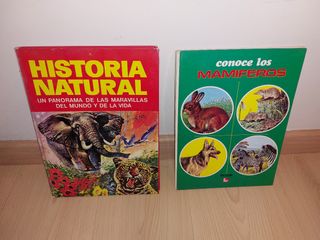 HISTORIA
NATURAL
UN PANORAMA DE LAS MARAVILLAS
DEL MUNDO Y DE LA VIDA
conoce los
MAMIFEROS